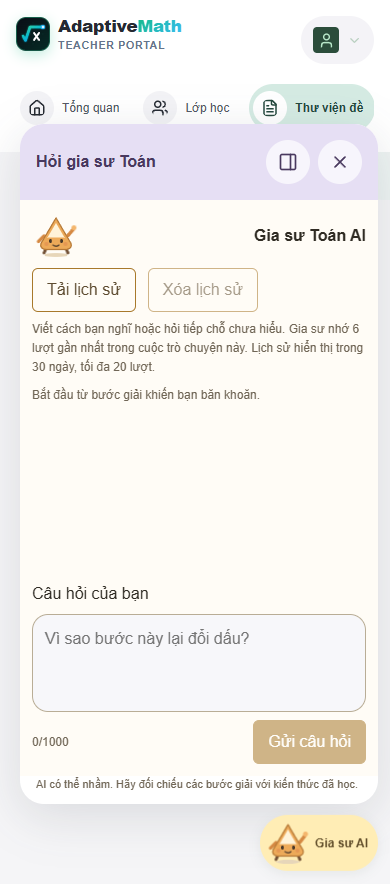 AdaptiveMath
TEACHER PORTAL
Tổng quan
Lớp học
Thư viện đề
Hỏi gia sư Toán
Gia sư Toán AI
Tải lịch sử
Xóa lịch sử
Viết cách bạn nghĩ hoặc hỏi tiếp chỗ chưa hiểu. Gia sư nhớ 6
lượt gần nhất trong cuộc trò chuyện này. Lịch sử hiển thị trong
30 ngày, tối đa 20 lượt.
Bắt đầu từ bước giải khiến bạn băn khoăn.
Câu hỏi của bạn
Vì sao bước này lại đổi dấu?
0/1000
Gửi câu hỏi
AI có thể nhầm. Hãy đối chiếu các bước giải với kiến thức đã học.
Gia sư AI